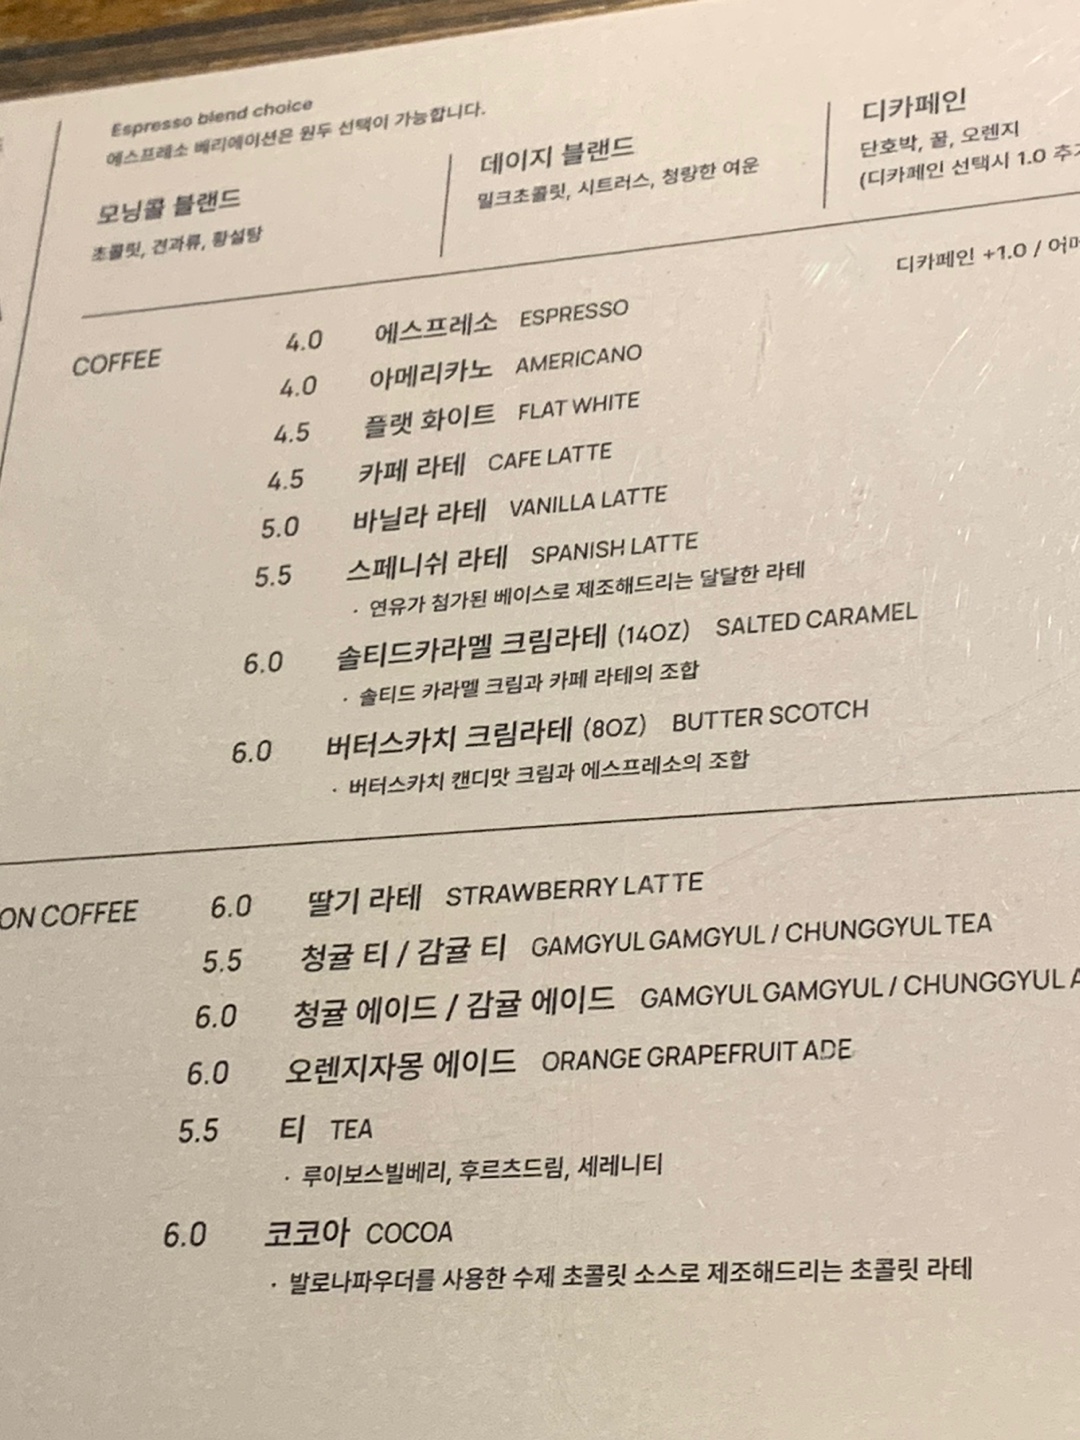 Espresso blend choice
에스프레소 베리에이션은 원두 선택이 가능합니다.
모닝콜 블랜드
초콜릿, 견과류, 황설탕
데이지 블랜드
밀크초콜릿, 시트러스, 청량한 여운
디카페인
단호박, 꿀, 오렌지
(디카페인 선택시 1.0
디카페인 +1.0 /
COFFEE
4.0 에스프레소 ESPRESSO
4.0 아메리카노 AMERICANO
4.5 플랫 화이트 FLAT WHITE
4.5 카페 라테 CAFE LATTE
5.0 바닐라 라테 VANILLA LATTE
5.5 스페니쉬 라테 SPANISH LATTE
· 연유가 첨가된 베이스로 제조해드리는 달달한 라테
6.0 솔티드카라멜 크림라테 (14OZ) SALTED CARAMEL
· 솔티드 카라멜 크림과 카페 라테의 조합
6.0 버터스카치 크림라테 (8OZ) BUTTER SCOTCH
· 버터스카치 캔디맛 크림과 에스프레소의 조합
ON COFFEE
6.0 딸기 라테 STRAWBERRY LATTE
5.5 청귤 티 / 감귤 티 GAMGYUL GAMGYUL / CHUNGGYUL TEA
6.0 청귤 에이드 / 감귤 에이드 GAMGYUL GAMGYUL / CHUNGGYUL
6.0 오렌지자몽 에이드 ORANGE GRAPEFRUIT ADE
5.5 티 TEA
· 루이보스빌베리, 후르츠드림, 세레니티
6.0 코코아 COCOA
· 발로나파우더를 사용한 수제 초콜릿 소스로 제조해드리는 초콜릿 라테